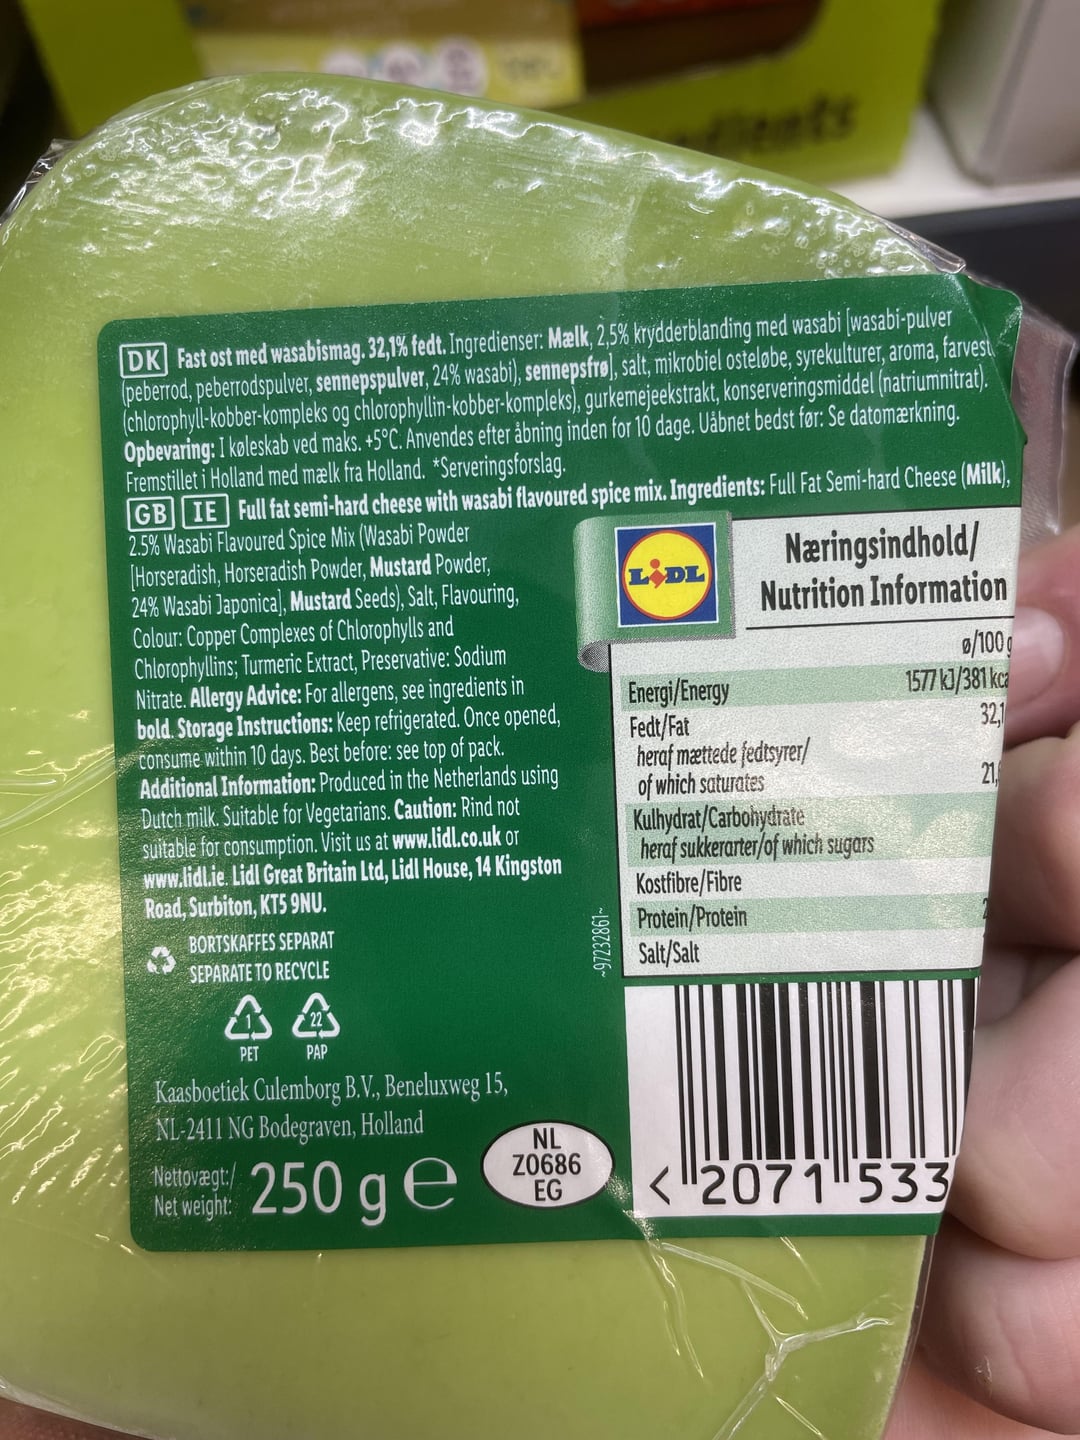 DK Fast ost med wasabismag. 32,1% fedt. Ingredienser: Mælk, 2,5% krydderblanding med wasabi [wasabi-pulver
(peberrod, peberrodspulver, sennepspulver, 24% wasabi), sennepsfrø], salt, mikrobiel osteløbe, syrekulturer, aroma, farvest
(chlorophyll-kobber-kompleks og chlorophyllin-kobber-kompleks), gurkemejeekstrakt, konserveringsmiddel (natriumnitrat).
Opbevaring: I køleskab ved maks. +5°C. Anvendes efter åbning inden for 10 dage. Uåbnet bedst før: Se datomærkning.
Fremstillet i Holland med mælk fra Holland. *Serveringsforslag.
GB IE Full fat semi-hard cheese with wasabi flavoured spice mix. Ingredients: Full Fat Semi-hard Cheese (Milk),
2.5% Wasabi Flavoured Spice Mix (Wasabi Powder
[Horseradish, Horseradish Powder, Mustard Powder,
24% Wasabi Japonica], Mustard Seeds), Salt, Flavouring,
Colour: Copper Complexes of Chlorophylls and
Chlorophyllins; Turmeric Extract, Preservative: Sodium
Nitrate. Allergy Advice: For allergens, see ingredients in
bold. Storage Instructions: Keep refrigerated. Once opened,
consume within 10 days. Best before: see top of pack.
Additional Information: Produced in the Netherlands using
Dutch milk. Suitable for Vegetarians. Caution: Rind not
suitable for consumption. Visit us at www.lidl.co.uk or
www.lidl.ie. Lidl Great Britain Ltd, Lidl House, 14 Kingston
Road, Surbiton, KT5 9NU.
BORTSKAFFES SEPARAT
SEPARATE TO RECYCLE
1 22
PET PAP
Kaasboetiek Culemborg B.V., Beneluxweg 15,
NL-2411 NG Bodegraven, Holland
Nettovægt:/
Net weight: 250 g e
NL
Z0686
EG
LIDL
Næringsindhold/
Nutrition Information
ø/100 g
Energi/Energy 1577 kJ/381 kca
Fedt/Fat 32,1
heraf mættede fedtsyrer/
of which saturates 21,
Kulhydrat/Carbohydrate
heraf sukkerarter/of which sugars
Kostfibre/Fibre
Protein/Protein 2
Salt/Salt
~97232861~
< 2071 533